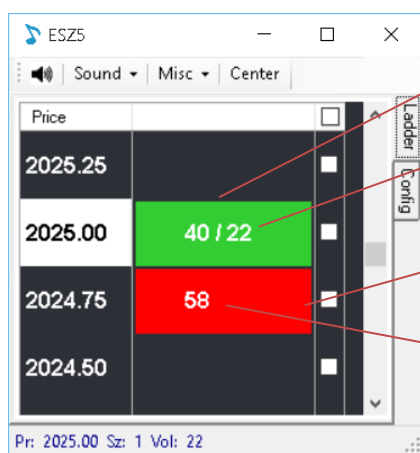 ESZ5
Sound Misc Center
Price
Ladder
Config
2025.25
2025.00 40 / 22
2024.75 58
2024.50
Pr: 2025.00 Sz: 1 Vol: 22